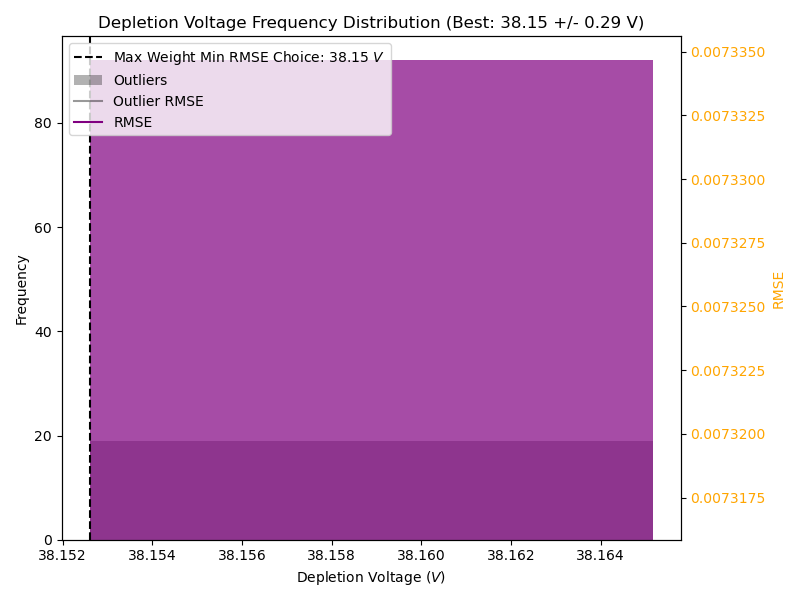 Depletion Voltage Frequency Distribution (Best: 38.15 +/- 0.29 V)
Max Weight Min RMSE Choice: 38.15 V
Outliers
Outlier RMSE
RMSE
80
60
40
20
0
Frequency
38.152
38.154
38.156
38.158
38.160
38.162
38.164
Depletion Voltage (V)
0.0073350
0.0073325
0.0073300
0.0073275
0.0073250
0.0073225
0.0073200
0.0073175
RMSE